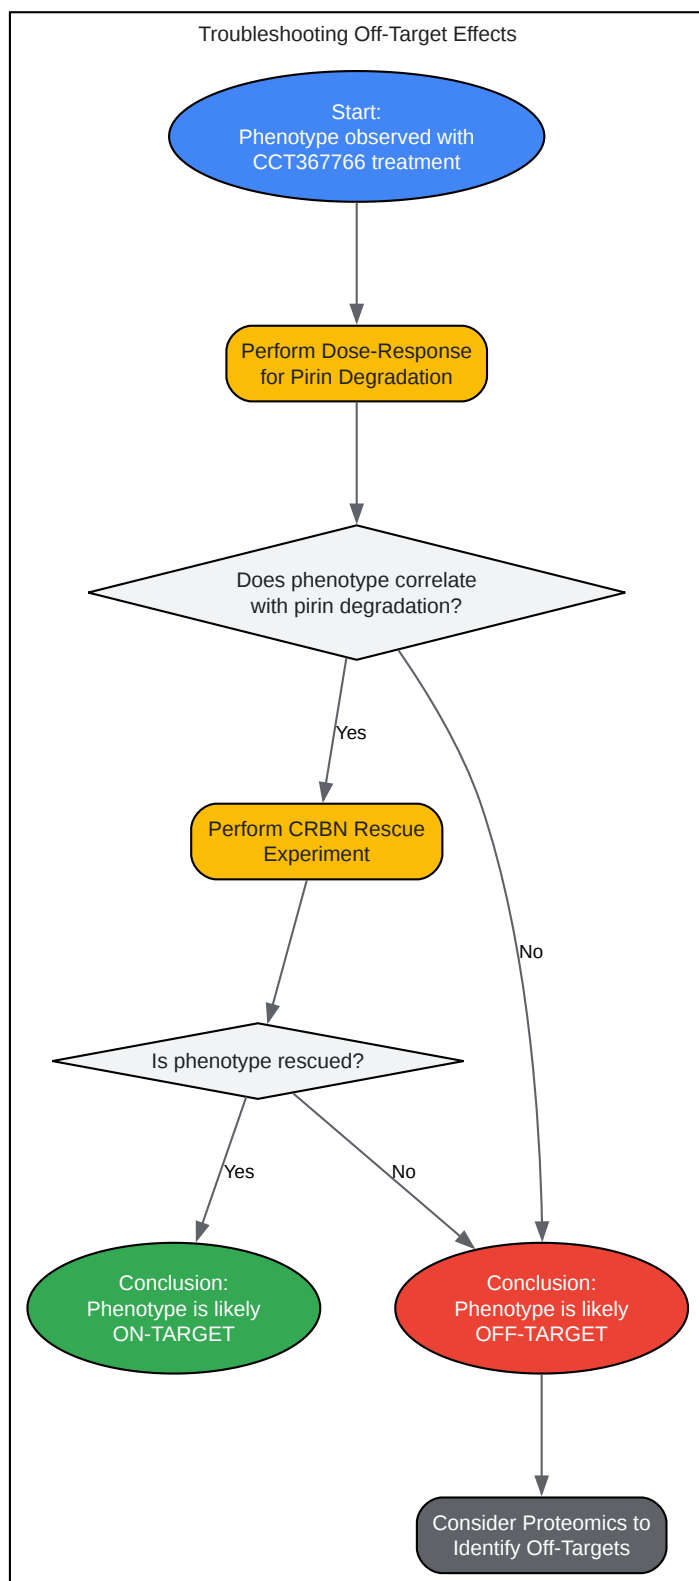 Troubleshooting Off-Target Effects
Start:
Phenotype observed with
CCT367766 treatment
Perform Dose-Response
for Pirin Degradation
Does phenotype correlate
with pirin degradation?
Yes
Perform CRBN Rescue
Experiment
No
Is phenotype rescued?
Yes
No
Conclusion:
Phenotype is likely
ON-TARGET
Conclusion:
Phenotype is likely
OFF-TARGET
Consider Proteomics to
Identify Off-Targets